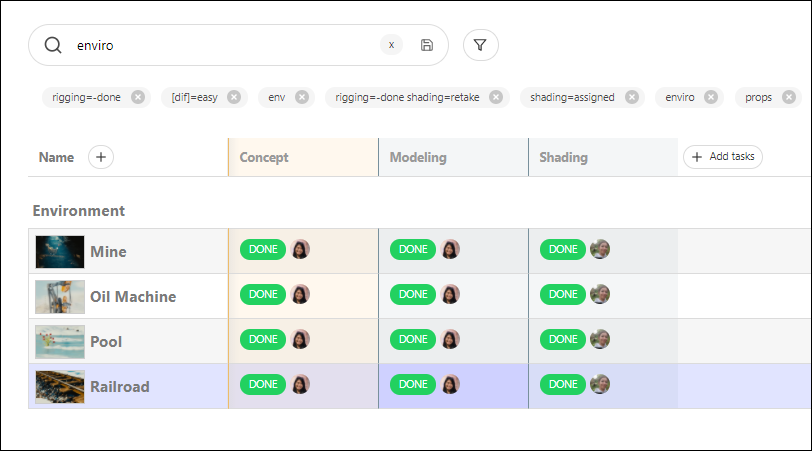 enviro x
rigging=-done x [dif]=easy x env x rigging=-done shading=retake x shading=assigned x enviro x props x
Name + Concept Modeling Shading + Add tasks
Environment
Mine DONE DONE DONE
Oil Machine DONE DONE DONE
Pool DONE DONE DONE
Railroad DONE DONE DONE